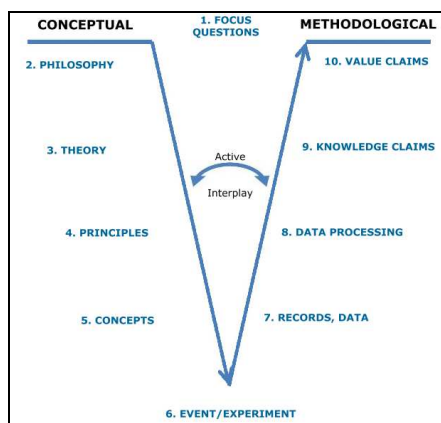 CONCEPTUAL
1. FOCUS
QUESTIONS
METHODOLOGICAL
2. PHILOSOPHY
10. VALUE CLAIMS
3. THEORY
Active
Interplay
9. KNOWLEDGE CLAIMS
4. PRINCIPLES
8. DATA PROCESSING
5. CONCEPTS
7. RECORDS, DATA
6. EVENT/EXPERIMENT